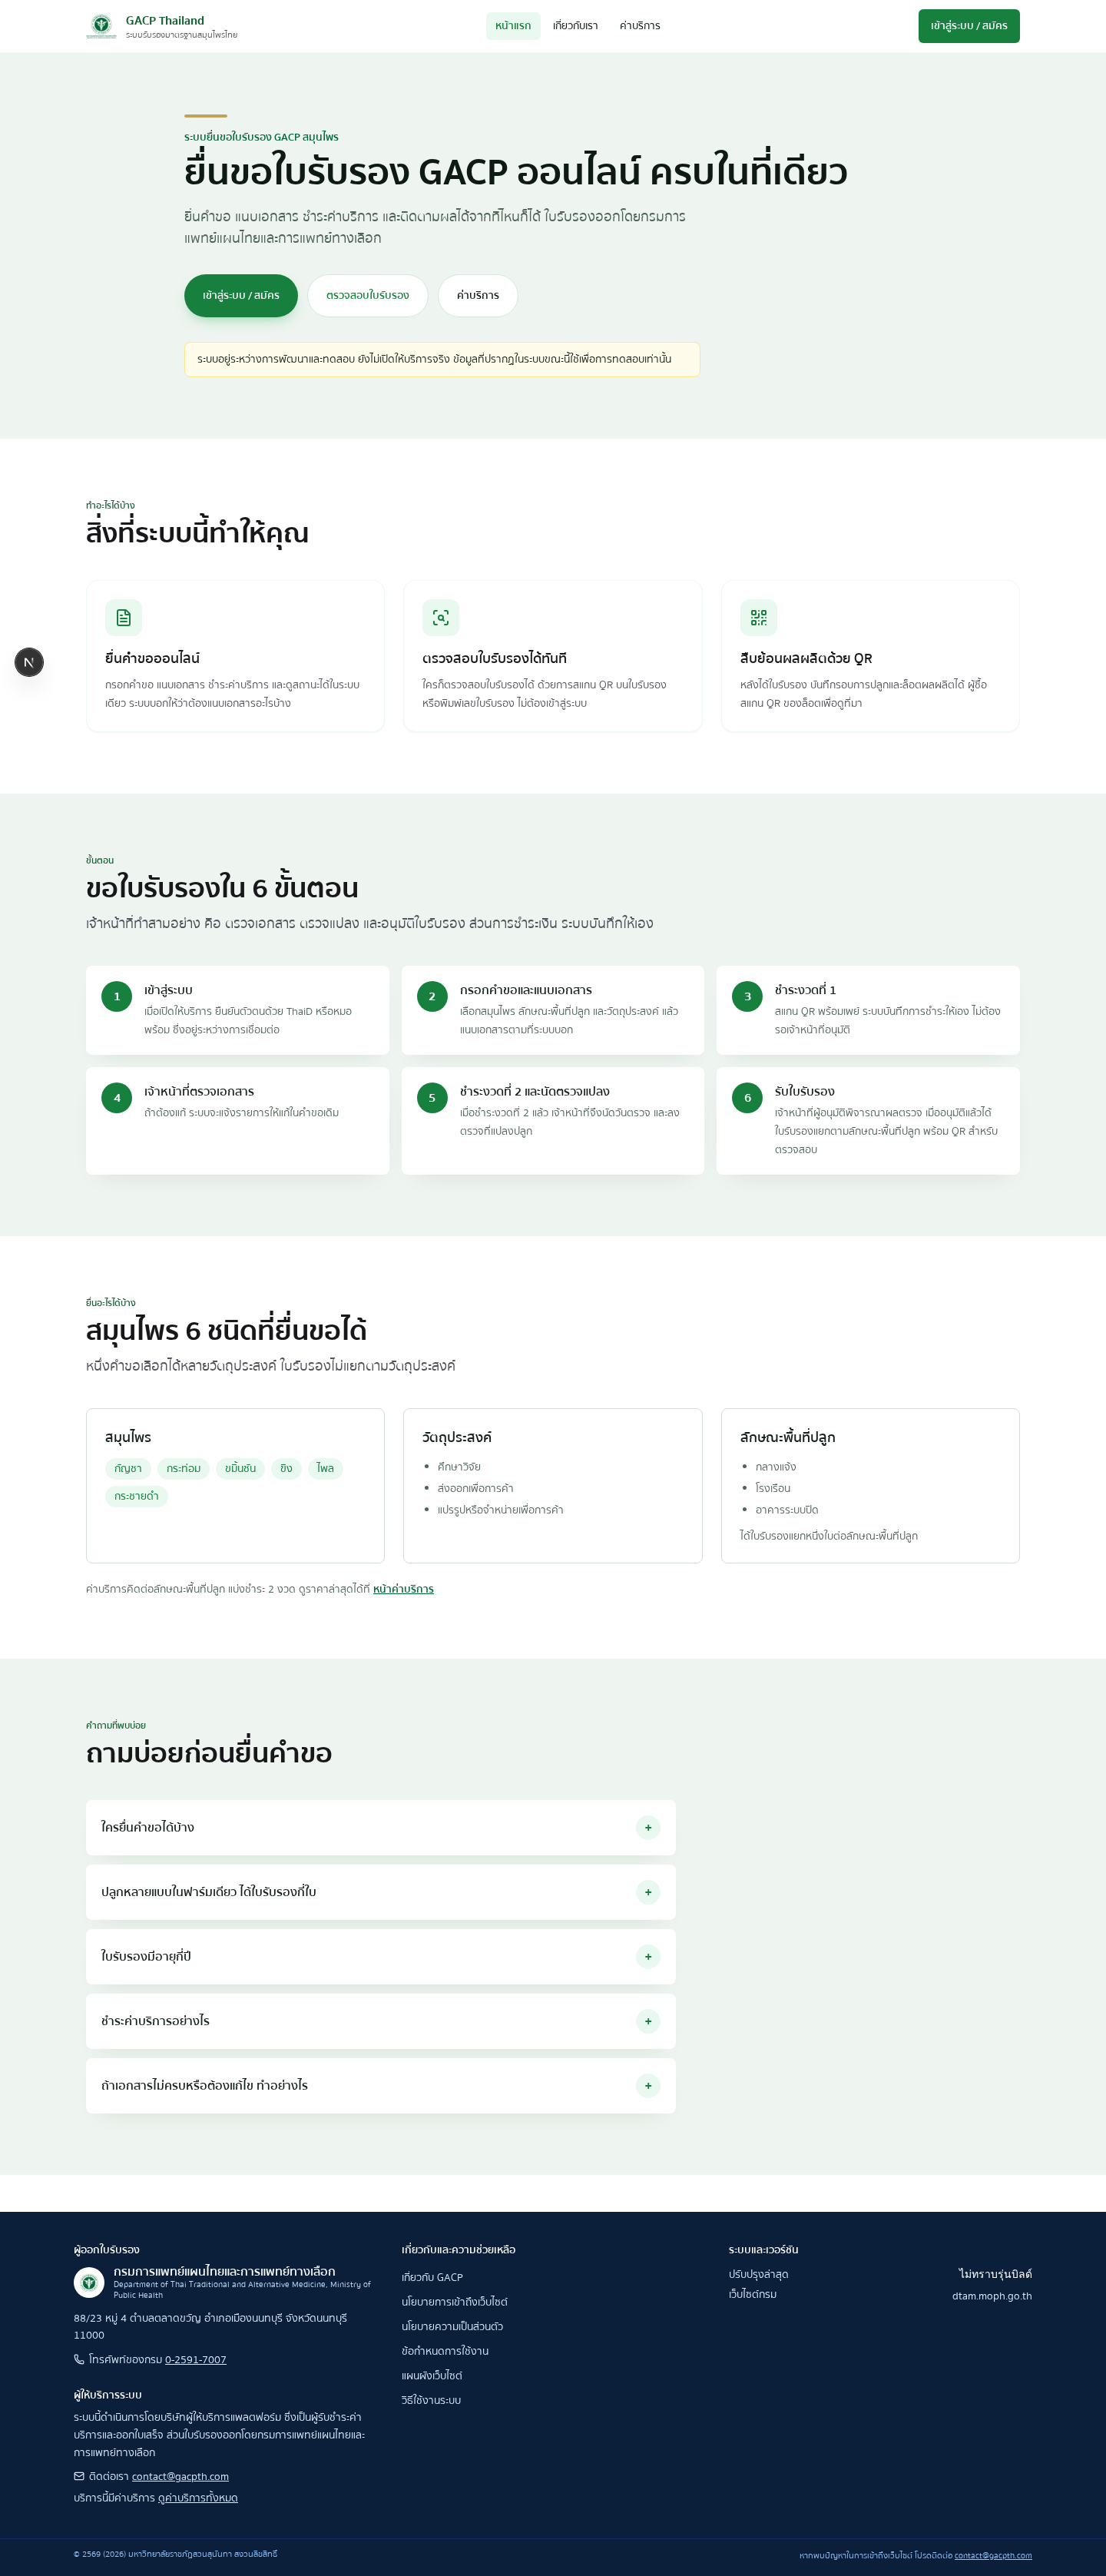 GACP Thailand
ระบบรับรองมาตรฐานสมุนไพรไทย
หน้าแรก
เกี่ยวกับเรา
ค่าบริการ
เข้าสู่ระบบ / สมัคร
ระบบยื่นขอใบรับรอง GACP สมุนไพร
ยื่นขอใบรับรอง GACP ออนไลน์ ครบในที่เดียว
ยื่นคำขอ แนบเอกสาร ชำระค่าบริการ และติดตามผลได้จากที่ไหนก็ได้ ใบรับรองออกโดยกรมการ
แพทย์แผนไทยและการแพทย์ทางเลือก
เข้าสู่ระบบ / สมัคร
ตรวจสอบใบรับรอง
ค่าบริการ
ระบบอยู่ระหว่างการพัฒนาและทดสอบ ยังไม่เปิดให้บริการจริง ข้อมูลที่ปรากฏในระบบขณะนี้ใช้เพื่อการทดสอบเท่านั้น
ทำอะไรได้บ้าง
สิ่งที่ระบบนี้ทำให้คุณ
ยื่นคำขอออนไลน์
กรอกคำขอ แนบเอกสาร ชำระค่าบริการ และดูสถานะได้ในระบบ
เดียว ระบบบอกให้ว่าต้องแนบเอกสารอะไรบ้าง
ตรวจสอบใบรับรองได้ทันที
ใครก็ตรวจสอบใบรับรองได้ ด้วยการสแกน QR บนใบรับรอง
หรือพิมพ์เลขใบรับรอง ไม่ต้องเข้าสู่ระบบ
สืบย้อนผลผลิตด้วย QR
หลังได้ใบรับรอง บันทึกรอบการปลูกและล็อตผลผลิตได้ ผู้ซื้อ
สแกน QR ของล็อตเพื่อดูที่มา
ขั้นตอน
ขอใบรับรองใน 6 ขั้นตอน
เจ้าหน้าที่ทำสามอย่าง คือ ตรวจเอกสาร ตรวจแปลง และอนุมัติใบรับรอง ส่วนการชำระเงิน ระบบบันทึกให้เอง
1
เข้าสู่ระบบ
เมื่อเปิดให้บริการ ยืนยันตัวตนด้วย ThaiD หรือหมอ
พร้อม ซึ่งอยู่ระหว่างการเชื่อมต่อ
2
กรอกคำขอและแนบเอกสาร
เลือกสมุนไพร ลักษณะพื้นที่ปลูก และวัตถุประสงค์ แล้ว
แนบเอกสารตามที่ระบบบอก
3
ชำระงวดที่ 1
สแกน QR พร้อมเพย์ ระบบบันทึกการชำระให้เอง ไม่ต้อง
รอเจ้าหน้าที่อนุมัติ
4
เจ้าหน้าที่ตรวจเอกสาร
ถ้าต้องแก้ ระบบจะแจ้งรายการให้แก้ในคำขอเดิม
5
ชำระงวดที่ 2 และนัดตรวจแปลง
เมื่อชำระงวดที่ 2 แล้ว เจ้าหน้าที่จึงนัดวันตรวจ และลง
ตรวจที่แปลงปลูก
6
รับใบรับรอง
เจ้าหน้าที่ผู้อนุมัติพิจารณาผลตรวจ เมื่ออนุมัติแล้วได้
ใบรับรองแยกตามลักษณะพื้นที่ปลูก พร้อม QR สำหรับ
ตรวจสอบ
ยื่นอะไรได้บ้าง
สมุนไพร 6 ชนิดที่ยื่นขอได้
หนึ่งคำขอเลือกได้หลายวัตถุประสงค์ ใบรับรองไม่แยกตามวัตถุประสงค์
สมุนไพร
กัญชา
กระท่อม
ขมิ้นชัน
ขิง
ไพล
กระชายดำ
วัตถุประสงค์
ศึกษาวิจัย
ส่งออกเพื่อการค้า
แปรรูปหรือจำหน่ายเพื่อการค้า
ลักษณะพื้นที่ปลูก
กลางแจ้ง
โรงเรือน
อาคารระบบปิด
ได้ใบรับรองแยกหนึ่งใบต่อลักษณะพื้นที่ปลูก
ค่าบริการคิดต่อลักษณะพื้นที่ปลูก แบ่งชำระ 2 งวด ดูราคาล่าสุดได้ที่ หน้าค่าบริการ
คำถามที่พบบ่อย
ถามบ่อยก่อนยื่นคำขอ
ใครยื่นคำขอได้บ้าง
+
ปลูกหลายแบบในฟาร์มเดียว ได้ใบรับรองกี่ใบ
+
ใบรับรองมีอายุกี่ปี
+
ชำระค่าบริการอย่างไร
+
ถ้าเอกสารไม่ครบหรือต้องแก้ไข ทำอย่างไร
+
ผู้ออกใบรับรอง
กรมการแพทย์แผนไทยและการแพทย์ทางเลือก
Department of Thai Traditional and Alternative Medicine, Ministry of
Public Health
88/23 หมู่ 4 ตำบลตลาดขวัญ อำเภอเมืองนนทบุรี จังหวัดนนทบุรี
11000
โทรศัพท์ของกรม 0-2591-7007
ผู้ให้บริการระบบ
ระบบนี้ดำเนินการโดยบริษัทผู้ให้บริการแพลตฟอร์ม ซึ่งเป็นผู้รับชำระค่า
บริการและออกใบเสร็จ ส่วนใบรับรองออกโดยกรมการแพทย์แผนไทยและ
การแพทย์ทางเลือก
ติดต่อเรา contact@gacpth.com
บริการนี้มีค่าบริการ ดูค่าบริการทั้งหมด
เกี่ยวกับและความช่วยเหลือ
เกี่ยวกับ GACP
นโยบายการเข้าถึงเว็บไซต์
นโยบายความเป็นส่วนตัว
ข้อกำหนดการใช้งาน
แผนผังเว็บไซต์
วิธีใช้งานระบบ
ระบบและเวอร์ชัน
ปรับปรุงล่าสุด
ไม่ทราบรุ่นบิลด์
เว็บไซต์กรม
dtam.moph.go.th
© 2569 (2026) มหาวิทยาลัยราชภัฏสวนสุนันทา สงวนลิขสิทธิ์
หากพบปัญหาในการเข้าถึงเว็บไซต์ โปรดติดต่อ contact@gacpth.com